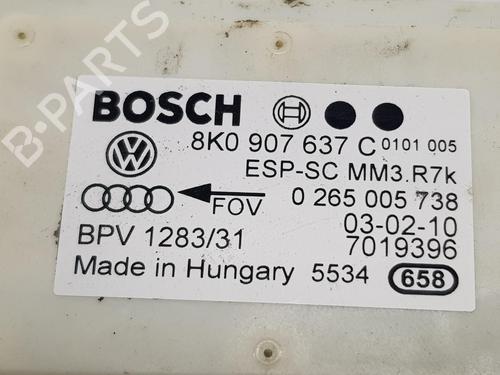 BOSCH
8K0 907 637 C 0101 005
ESP-SC MM3.R7k
FOV 0 265 005 738
03-02-10
BPV 1283/31 7019396
Made in Hungary 5534 658
B-PARTS